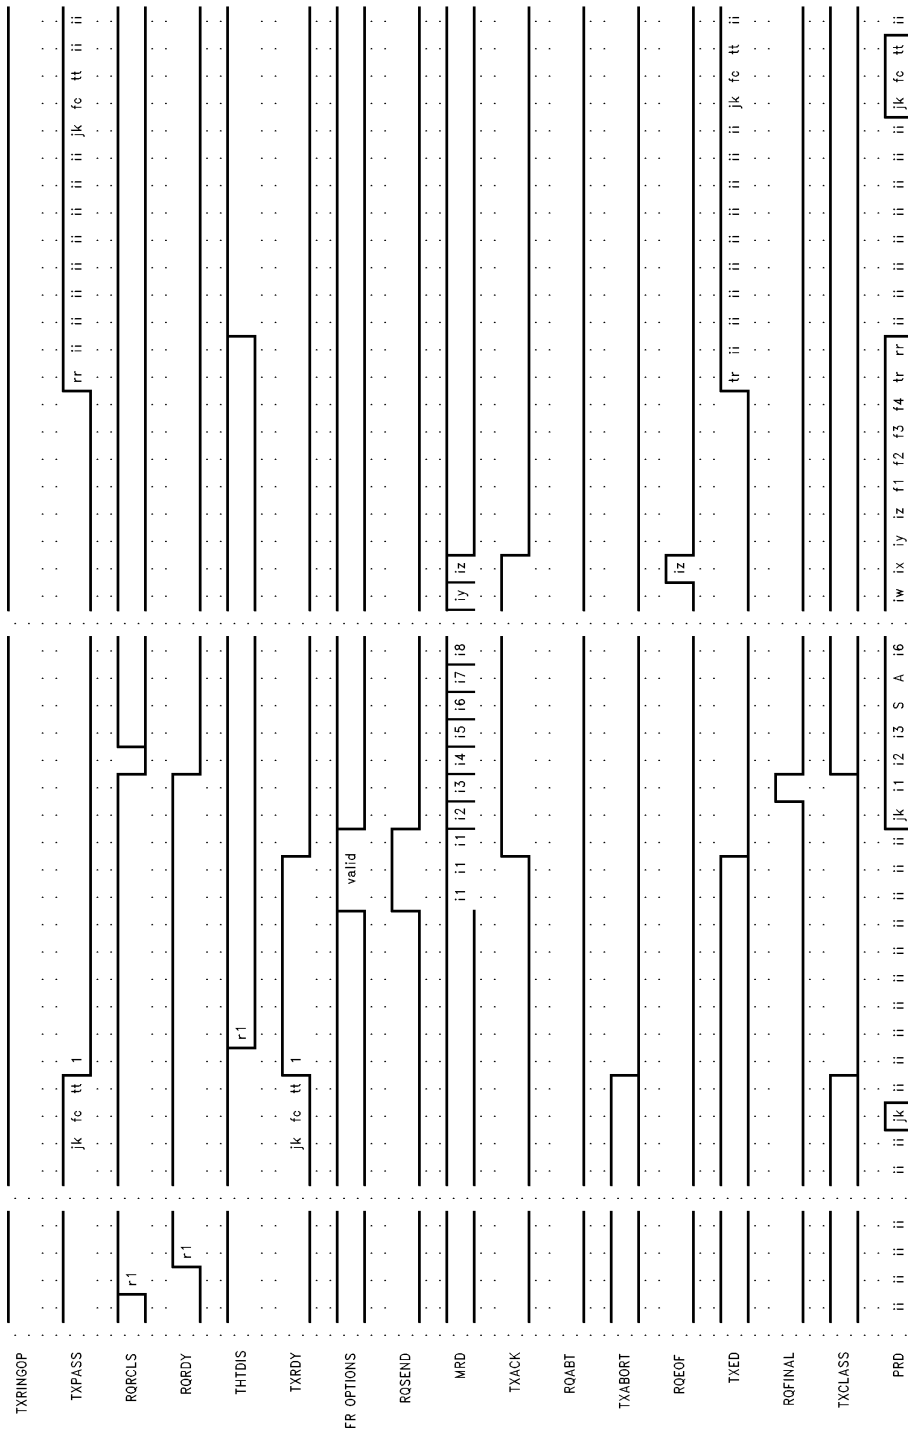 TXRINGOP
TXPASS jk fc tt 1 rr ii ii ii ii ii ii ii ii jk fc tt ii ii
RQRCLS r1
RQRDY r1
THTDIS r1
TXRDY jk fc tt 1
FR OPTIONS valid
RQSEND
MRD i1 i1 i1 i2 i3 i4 i5 i6 i7 i8 iy iz
TXACK
RQABT
TXABORT
RQEOF iz
TXED tr ii ii ii ii ii ii ii ii ii jk fc tt ii
RQFINAL
TXCLASS
PRD ii ii ii ii ii ii jk ii ii ii ii ii ii ii ii ii ii jk i1 i2 i3 S A i6 iw ix iy iz f1 f2 f3 f4 tr rr ii ii ii ii ii ii ii ii jk fc tt ii